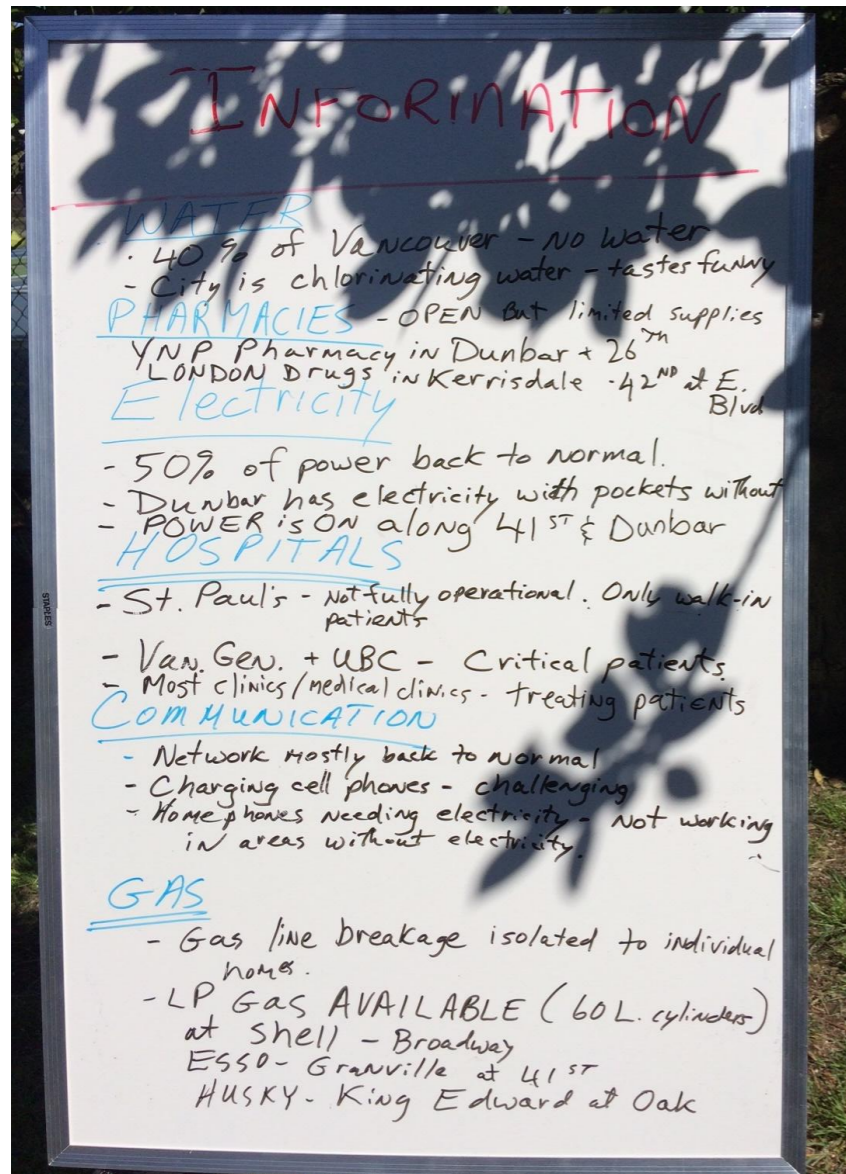 INFORMATION
WATER
· 40% of Vancouver - No water
- City is chlorinating water - tastes funny
PHARMACIES - OPEN But limited supplies
YNP Pharmacy in Dunbar + 26TH
LONDON Drugs in Kerrisdale · 42ND at E.
Blvd
Electricity
- 50% of power back to normal.
- Dunbar has electricity with pockets without
- POWER is ON along 41ST & Dunbar
HOSPITALS
- St. Paul's - Not fully operational. Only walk-in
patients
- Van. Gen. + UBC - Critical patients
- Most clinics/medical clinics - treating patients
COMMUNICATION
- Network mostly back to normal
- Charging cell phones - challenging
- Home phones needing electricity - Not working
in areas without electricity.
GAS
- Gas line breakage isolated to individual
homes.
- LP Gas AVAILABLE (60 L. cylinders)
at Shell - Broadway
ESSO - Granville at 41ST
HUSKY - King Edward at Oak
STAPLES